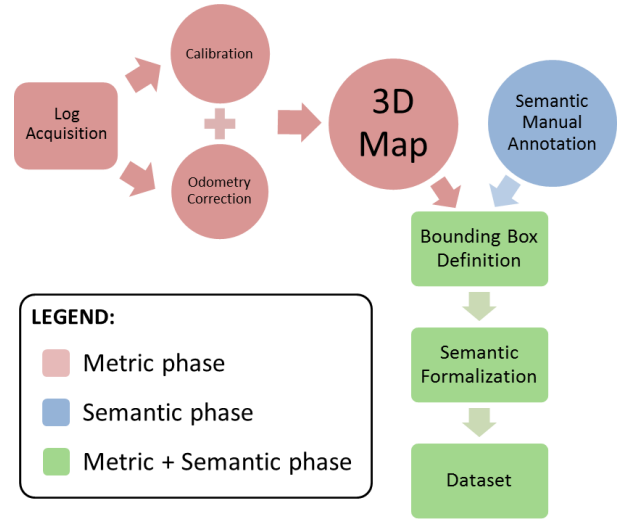 Calibration
Log
Acquisition
Odometry
Correction
3D
Map
Semantic
Manual
Annotation
Bounding Box
Definition
Semantic
Formalization
Dataset
LEGEND:
Metric phase
Semantic phase
Metric + Semantic phase